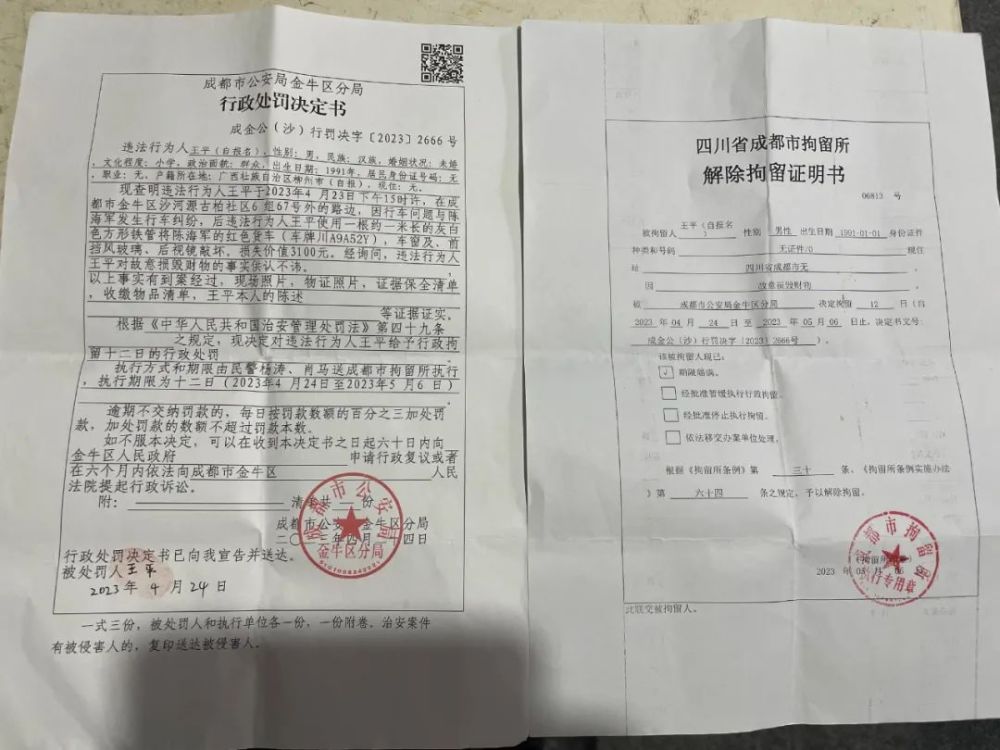 成都市公安局金牛区分局
行政处罚决定书
成金公（沙）行罚决字〔2023〕2666 号
违法行为人王平（自报名），性别：男，民族：汉族，婚姻状况：未婚
，文化程度：小学，政治面貌：群众，出生日期：1991年，居民身份证号码：无
，职业：无，户籍所在地：广西壮族自治区柳州市（自报），现住：无。
现查明违法行为人王平于2023年4月23日下午15时许，在成
都市金牛区沙河源古柏社区6组67号外的路边，因行车问题与陈
海军发生行车纠纷，后违法行为人王平使用一根约一米长的灰白
色方形铁管将陈海军的红色货车（车牌川A9A52Y），车留及、前
挡风玻璃、后视镜敲坏，损失价值3100元。经询问，违法行为人
王平对故意损毁财物的事实供认不讳。
以上事实有到案经过，现场照片，物证照片，证据保全清单
，收缴物品清单，王平本人的陈述
等证据证实。
根据《中华人民共和国治安管理处罚法》第四十九条
之规定，现决定对违法行为人王平给予行政拘
留十二日的行政处罚
执行方式和期限由民警杨涛、肖马送成都市拘留所执行
，执行期限为十二日（2023年4月24日至2023年5月6日）
逾期不交纳罚款的，每日按罚款数额的百分之三加处罚
款，加处罚款的数额不超过罚款本数。
如不服本决定，可以在收到本决定书之日起六十日内向
金牛区人民政府 申请行政复议或者
在六个月内依法向成都市金牛区 人民
法院提起行政诉讼。
附： 清单共 份
成都市公安局金牛区分局
二〇二三年四月二十四日
成都市公安局
金牛区分局
行政处罚决定书已向我宣告并送达。
被处罚人 王平
2023 年 4 月 24 日
一式三份，被处罚人和执行单位各一份，一份附卷。治安案件
有被侵害人的，复印送达被侵害人。
四川省成都市拘留所
解除拘留证明书
06813 号
被拘留人 王平（自报名） 性别 男性 出生日期 1991-01-01 身份证件
种类和号码 无证件/0 现住
址 四川省成都市无
因 故意损毁财物
被 成都市公安局金牛区分局 决定拘留 12 日（自
2023 年 04 月 24 日至 2023 年 05 月 06 日止，决定书文号：
成金公（沙）行罚决字〔2023〕2666号 ）。
该被拘留人现已：
√ 期限届满。
经批准暂缓执行行政拘留。
经批准停止执行拘留。
依法移交办案单位处理。
根据《拘留所条例》第 三十 条、《拘留所条例实施办法
》第 六十四 条之规定，予以解除拘留。
（拘留所印）
2023 年 05 月 06
成都市拘留所
执行专用章
此联交被拘留人。